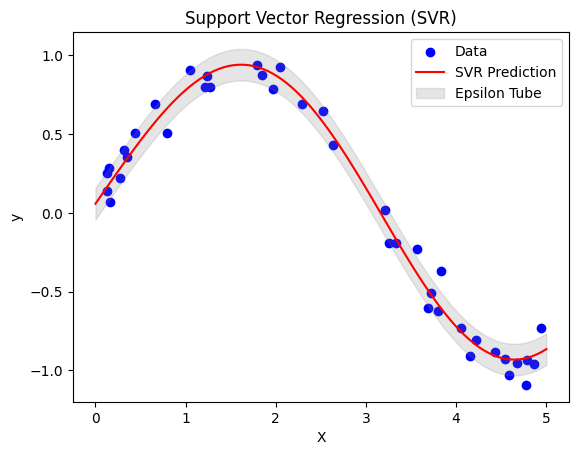 Support Vector Regression (SVR)
Data
SVR Prediction
Epsilon Tube
1.0
0.5
0.0
−0.5
−1.0
y
0 1 2 3 4 5
X